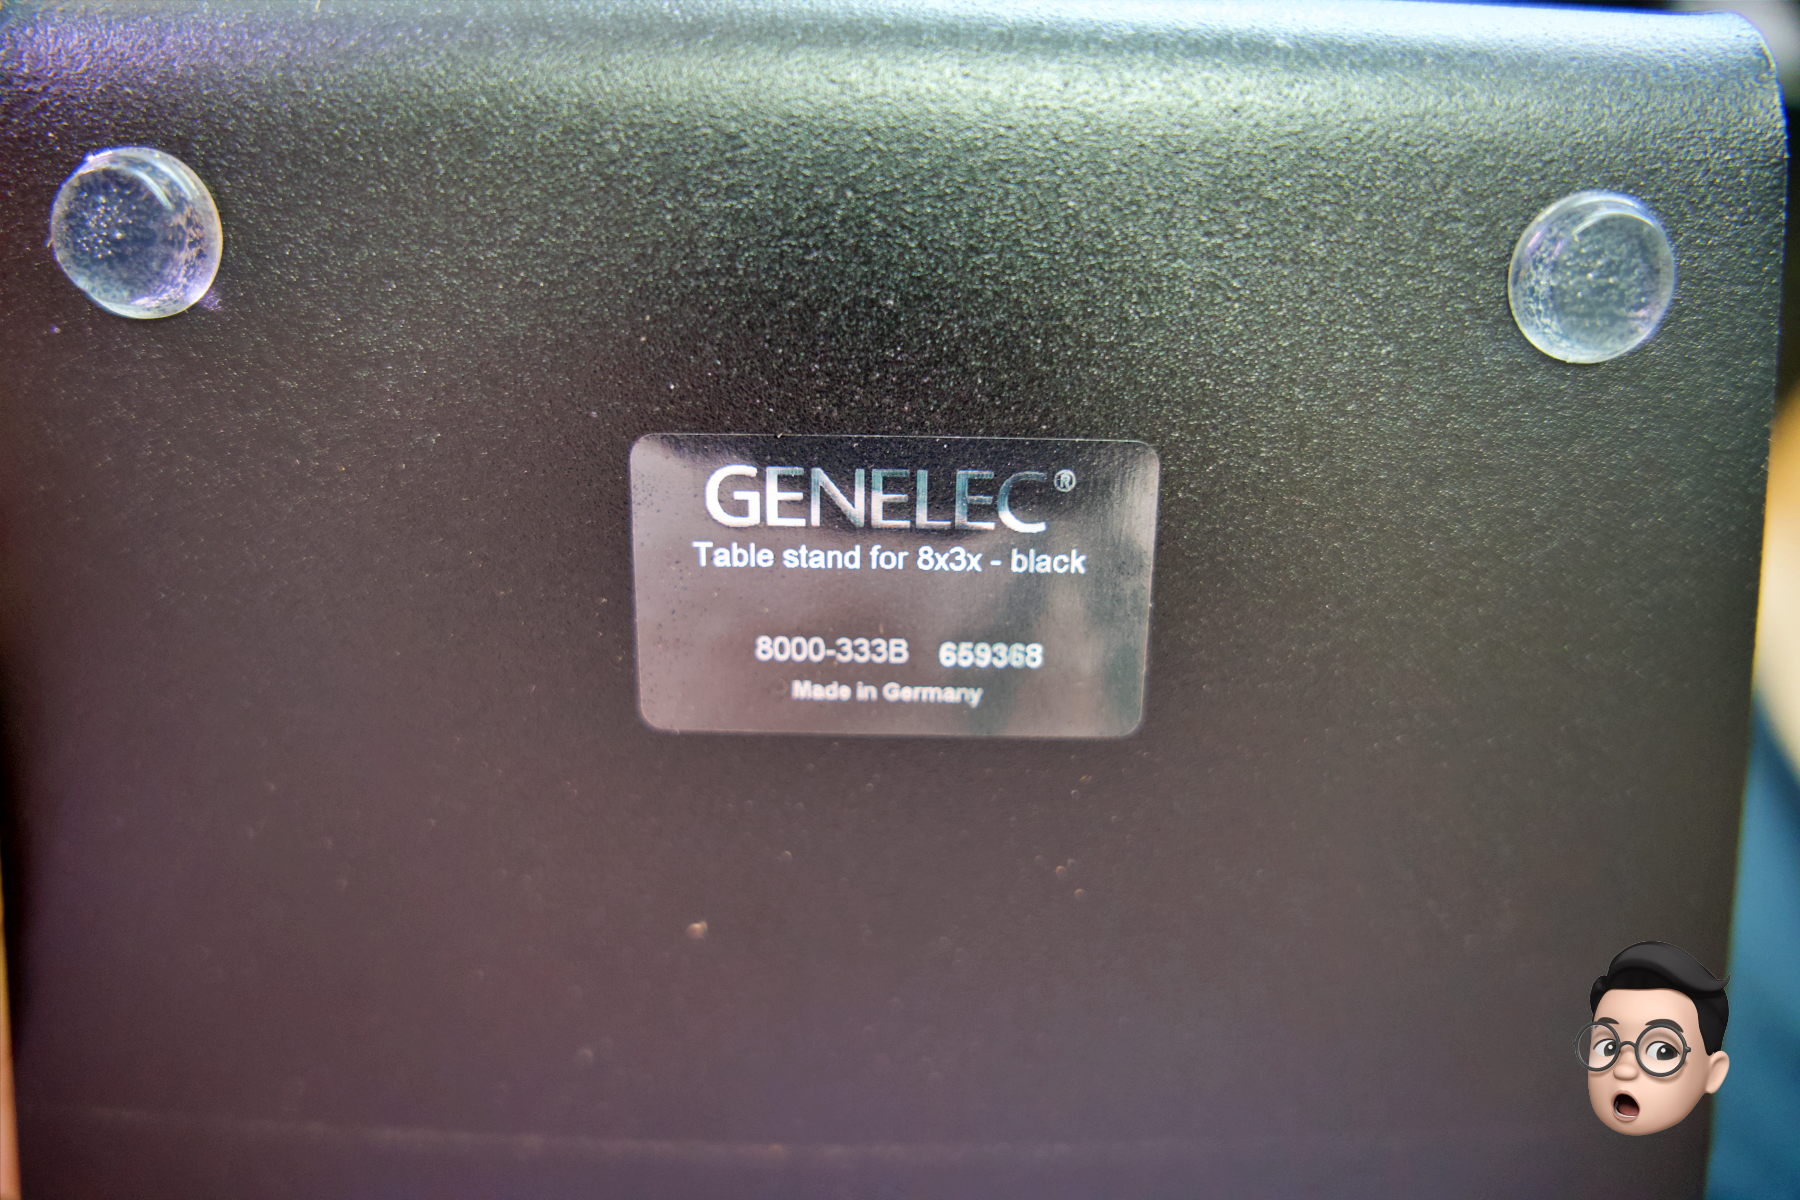 GENELEC®
Table stand for 8x3x - black
8000-333B 659368
Made in Germany